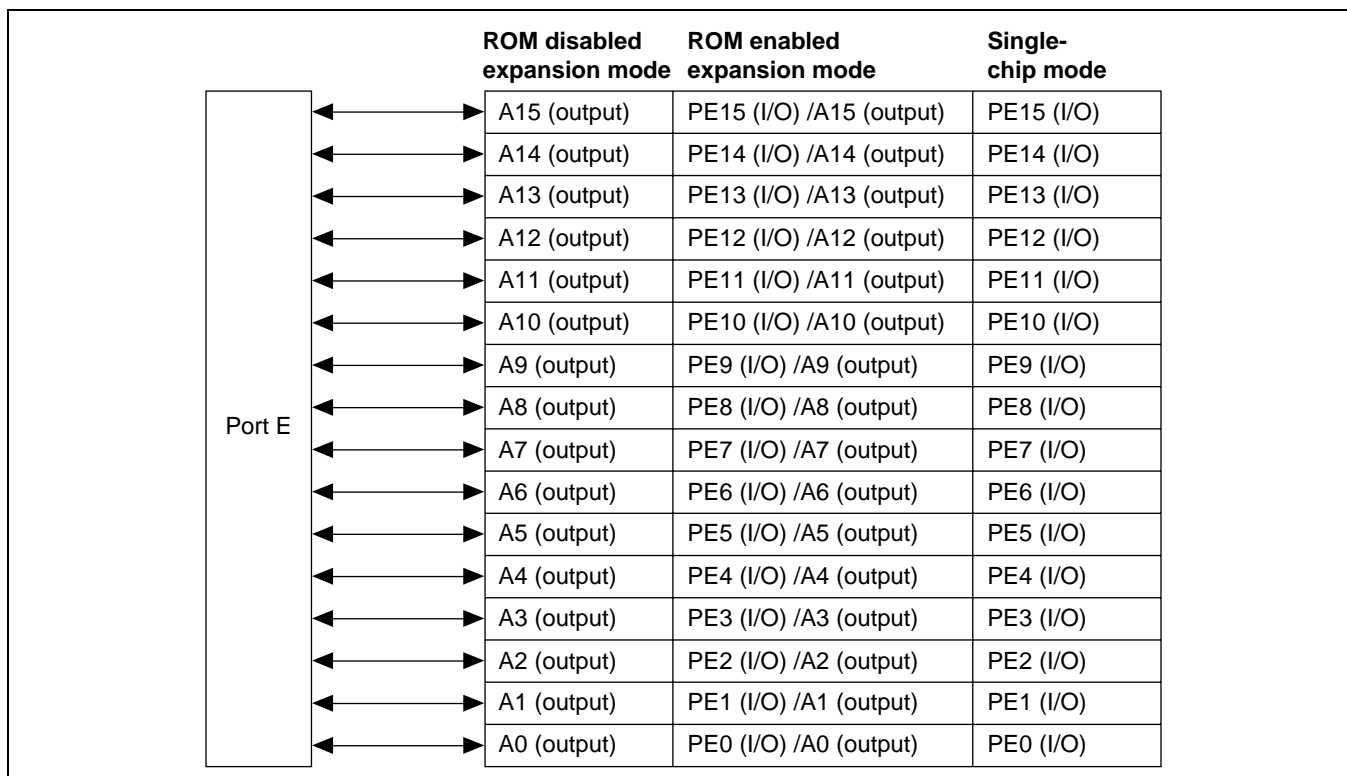 ROM disabled ROM enabled Single-
expansion mode expansion mode chip mode
A15 (output) PE15 (I/O) /A15 (output) PE15 (I/O)
A14 (output) PE14 (I/O) /A14 (output) PE14 (I/O)
A13 (output) PE13 (I/O) /A13 (output) PE13 (I/O)
A12 (output) PE12 (I/O) /A12 (output) PE12 (I/O)
A11 (output) PE11 (I/O) /A11 (output) PE11 (I/O)
A10 (output) PE10 (I/O) /A10 (output) PE10 (I/O)
A9 (output) PE9 (I/O) /A9 (output) PE9 (I/O)
A8 (output) PE8 (I/O) /A8 (output) PE8 (I/O)
Port E
A7 (output) PE7 (I/O) /A7 (output) PE7 (I/O)
A6 (output) PE6 (I/O) /A6 (output) PE6 (I/O)
A5 (output) PE5 (I/O) /A5 (output) PE5 (I/O)
A4 (output) PE4 (I/O) /A4 (output) PE4 (I/O)
A3 (output) PE3 (I/O) /A3 (output) PE3 (I/O)
A2 (output) PE2 (I/O) /A2 (output) PE2 (I/O)
A1 (output) PE1 (I/O) /A1 (output) PE1 (I/O)
A0 (output) PE0 (I/O) /A0 (output) PE0 (I/O)